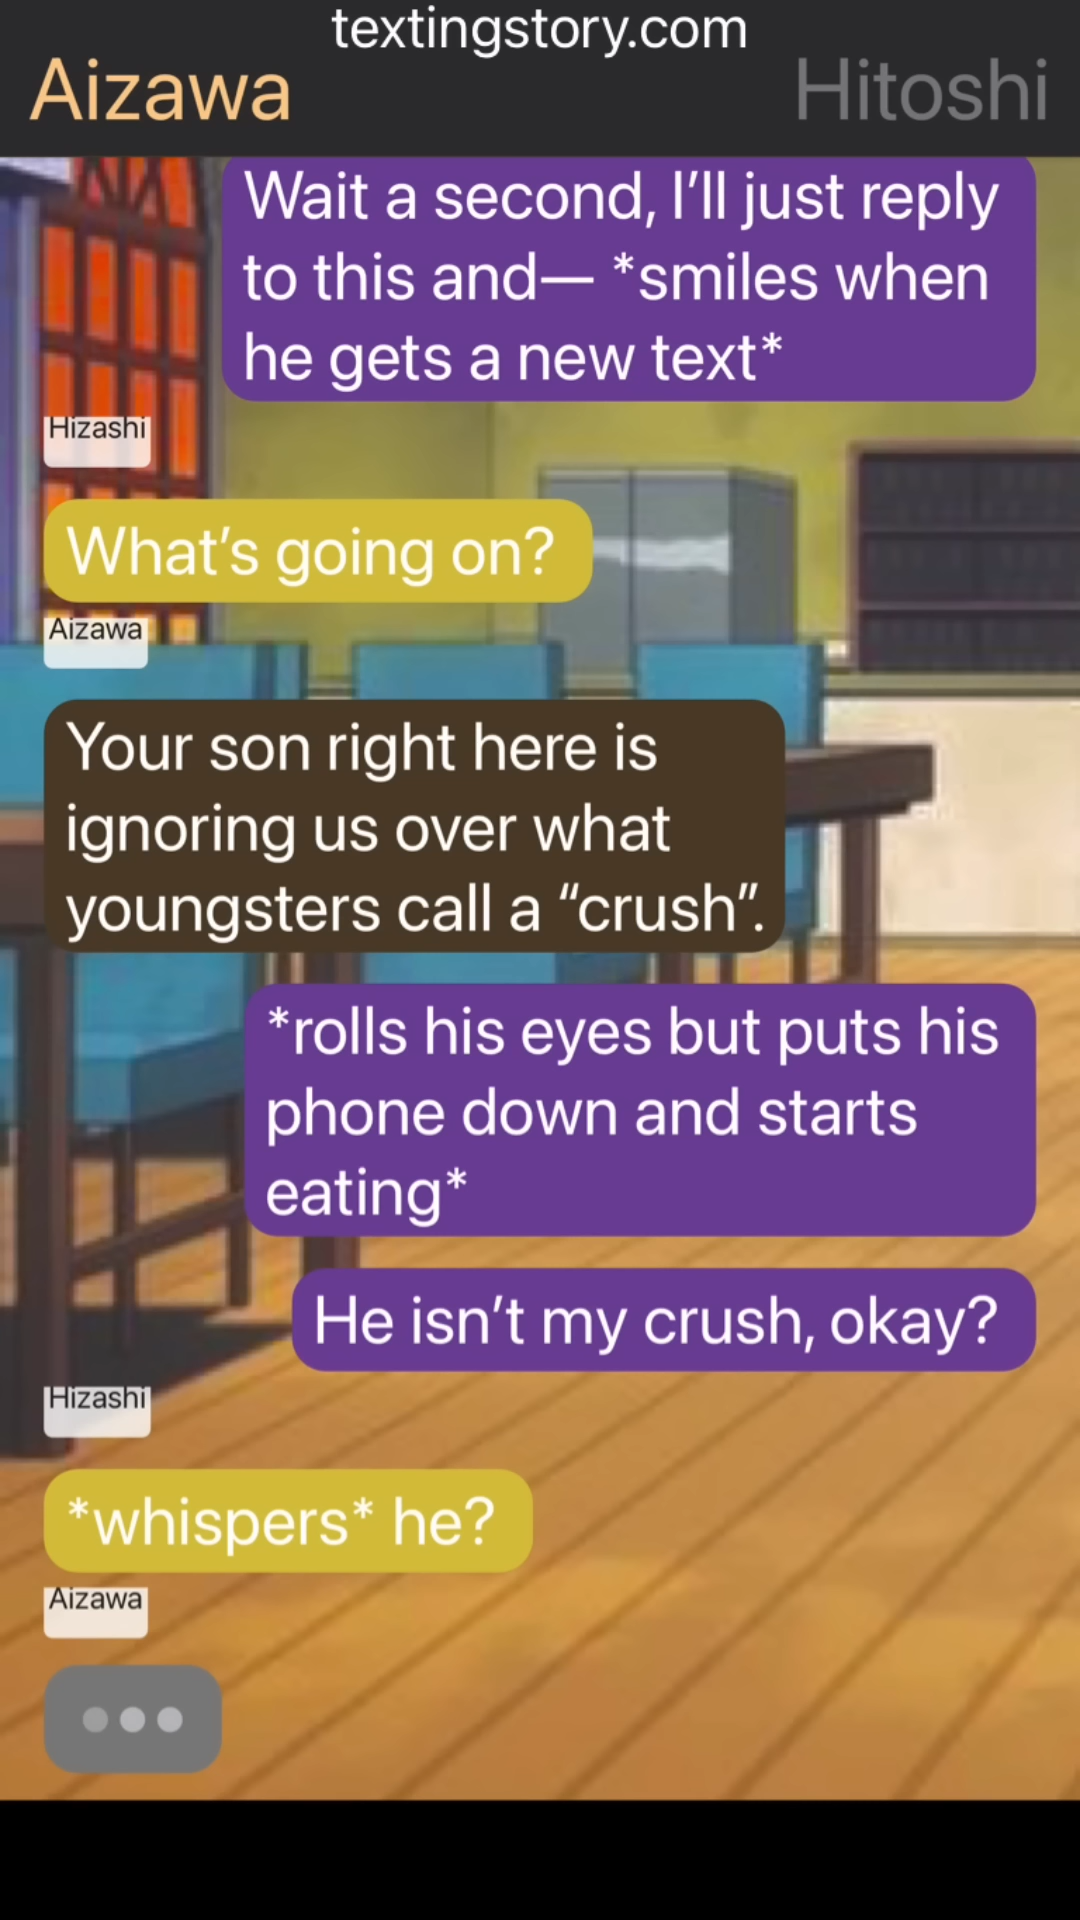 textingstory.com
Aizawa
Hitoshi
Wait a second, I’ll just reply
to this and— *smiles when
he gets a new text*
Hizashi
What’s going on?
Aizawa
Your son right here is
ignoring us over what
youngsters call a “crush”.
*rolls his eyes but puts his
phone down and starts
eating*
He isn’t my crush, okay?
Hizashi
*whispers* he?
Aizawa